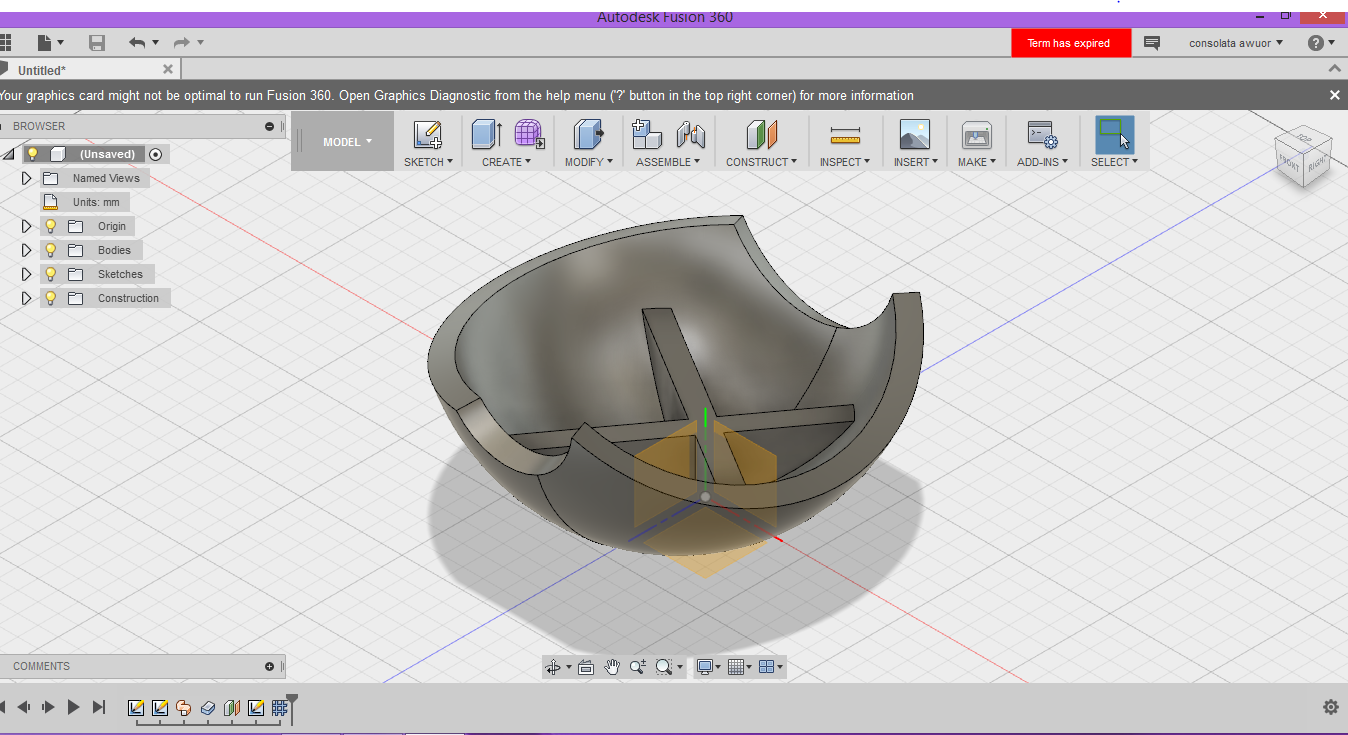 Autodesk Fusion 360
Term has expired
consolata awuor
?
Untitled*
Your graphics card might not be optimal to run Fusion 360. Open Graphics Diagnostic from the help menu ('?' button in the top right corner) for more information
BROWSER
MODEL
SKETCH
CREATE
MODIFY
ASSEMBLE
CONSTRUCT
INSPECT
INSERT
MAKE
ADD-INS
SELECT
TOP
FRONT
RIGHT
(Unsaved)
Named Views
Units: mm
Origin
Bodies
Sketches
Construction
COMMENTS